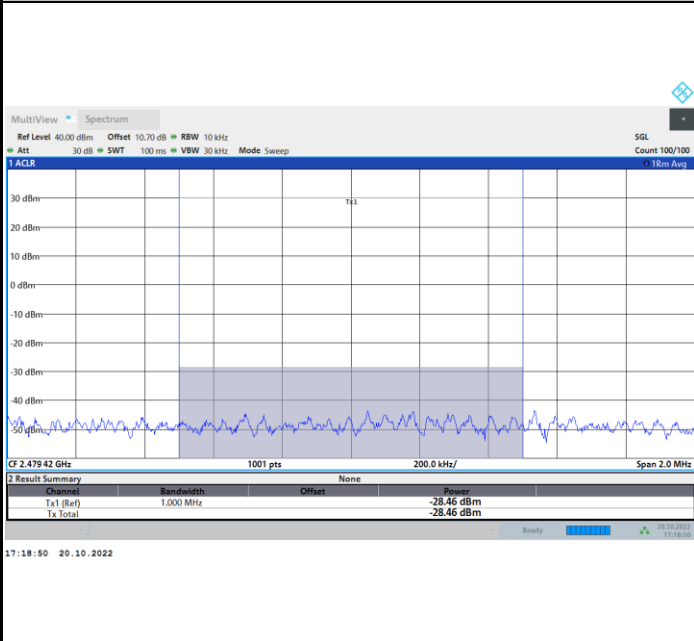 MultiView Spectrum
Ref Level 40.00 dBm Offset 10.70 dB RBW 10 kHz SGL
Att 30 dB SWT 100 ms VBW 30 kHz Mode Sweep Count 100/100
1 ACLR 1Rm Avg
Tx1
30 dBm
20 dBm
10 dBm
0 dBm
-10 dBm
-20 dBm
-30 dBm
-40 dBm
-50 dBm
CF 2.479 42 GHz 1001 pts 200.0 kHz/ Span 2.0 MHz
2 Result Summary None
Channel Bandwidth Offset Power
Tx1 (Ref) 1.000 MHz -28.46 dBm
Tx Total -28.46 dBm
Ready 20.10.2022
17:18:50
17:18:50 20.10.2022